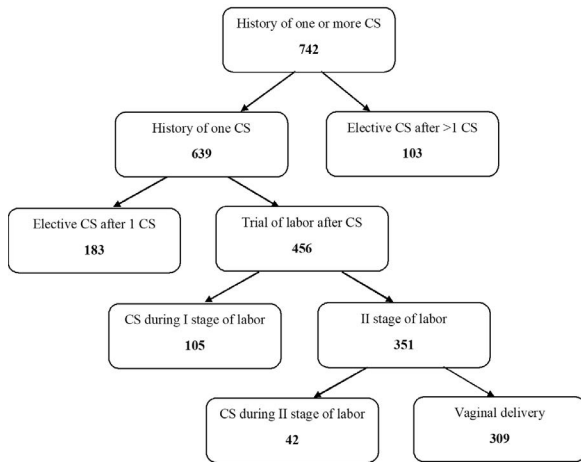 History of one or more CS
742
History of one CS
639
Elective CS after >1 CS
103
Elective CS after 1 CS
183
Trial of labor after CS
456
CS during I stage of labor
105
II stage of labor
351
CS during II stage of labor
42
Vaginal delivery
309